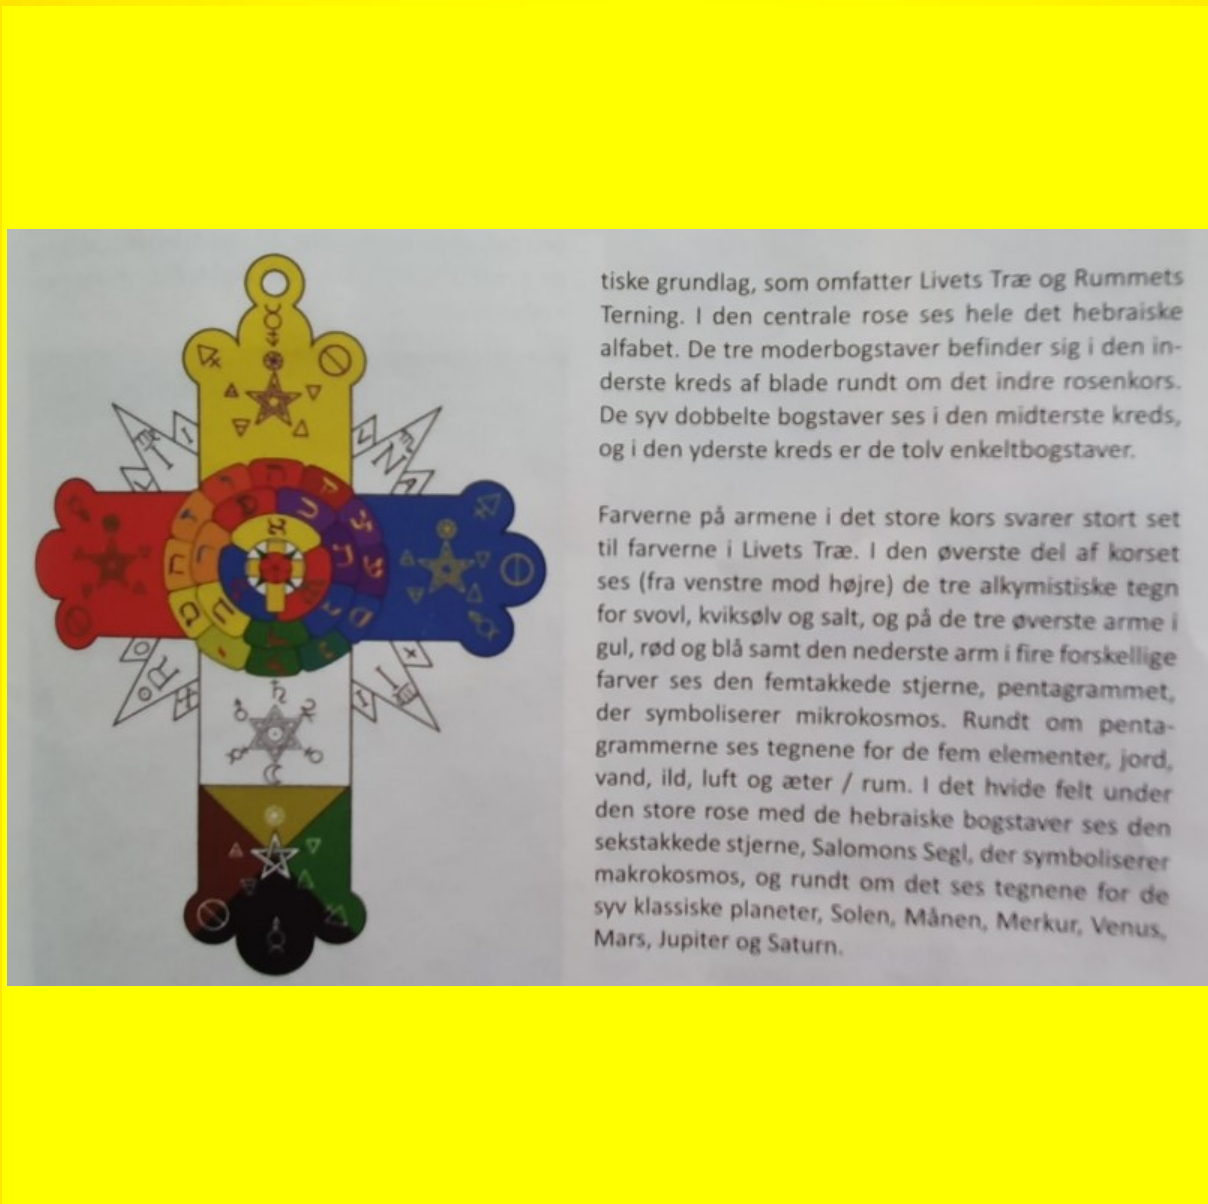 tiske grundlag, som omfatter Livets Træ og Rummets
Terning. I den centrale rose ses hele det hebraiske
alfabet. De tre moderbogstaver befinder sig i den in-
derste kreds af blade rundt om det indre rosenkors.
De syv dobbelte bogstaver ses i den midterste kreds,
og i den yderste kreds er de tolv enkeltbogstaver.
Farverne på armene i det store kors svarer stort set
til farverne i Livets Træ. I den øverste del af korset
ses (fra venstre mod højre) de tre alkymistiske tegn
for svovl, kviksølv og salt, og på de tre øverste arme i
gul, rød og blå samt den nederste arm i fire forskellige
farver ses den femtakkede stjerne, pentagrammet,
der symboliserer mikrokosmos. Rundt om penta-
grammerne ses tegnene for de fem elementer, jord,
vand, ild, luft og æter / rum. I det hvide felt under
den store rose med de hebraiske bogstaver ses den
sekstakkede stjerne, Salomons Segl, der symboliserer
makrokosmos, og rundt om det ses tegnene for de
syv klassiske planeter, Solen, Månen, Merkur, Venus,
Mars, Jupiter og Saturn.